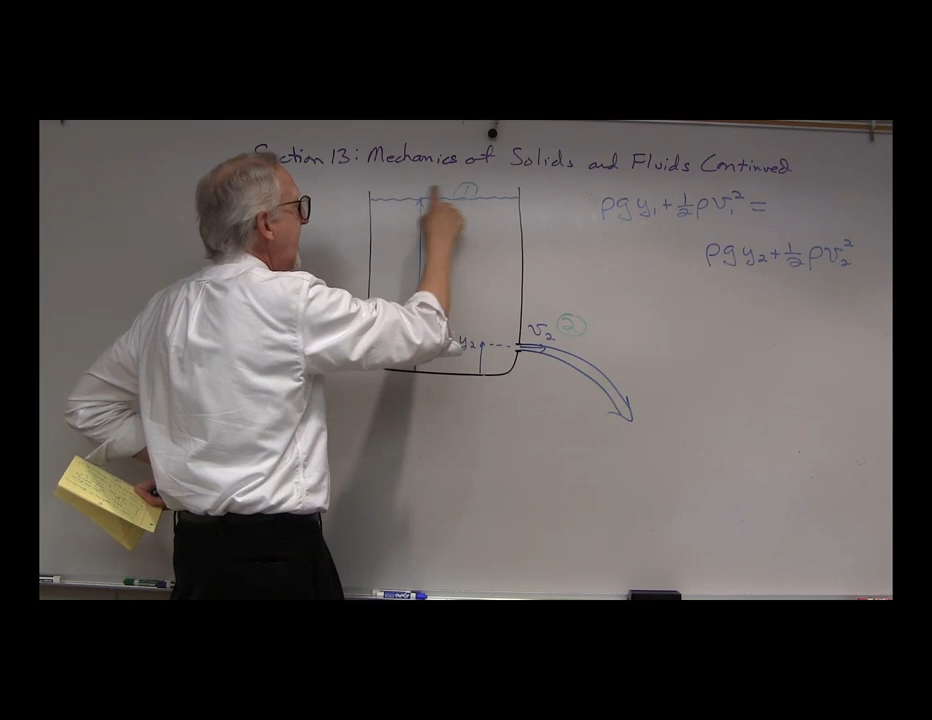 Section 13: Mechanics of Solids and Fluids Continued
①
ρgy₁+½ρv₁²=
ρgy₂+½ρv₂²
v₂ ②
y₂